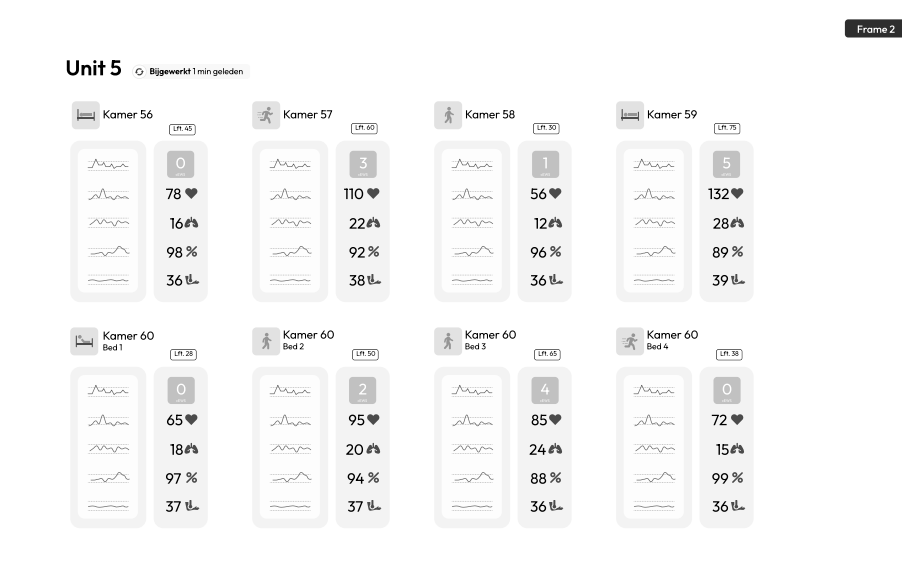 Frame 2
Unit 5
Bijgewerkt 1 min geleden
Kamer 56
Lft. 45
0
78
16
98 %
36
Kamer 57
Lft. 60
3
110
22
92 %
38
Kamer 58
Lft. 30
1
56
12
96 %
36
Kamer 59
Lft. 75
5
132
28
89 %
39
Kamer 60
Bed 1
Lft. 28
0
65
18
97 %
37
Kamer 60
Bed 2
Lft. 50
2
95
20
94 %
37
Kamer 60
Bed 3
Lft. 65
4
85
24
88 %
36
Kamer 60
Bed 4
Lft. 38
0
72
15
99 %
36